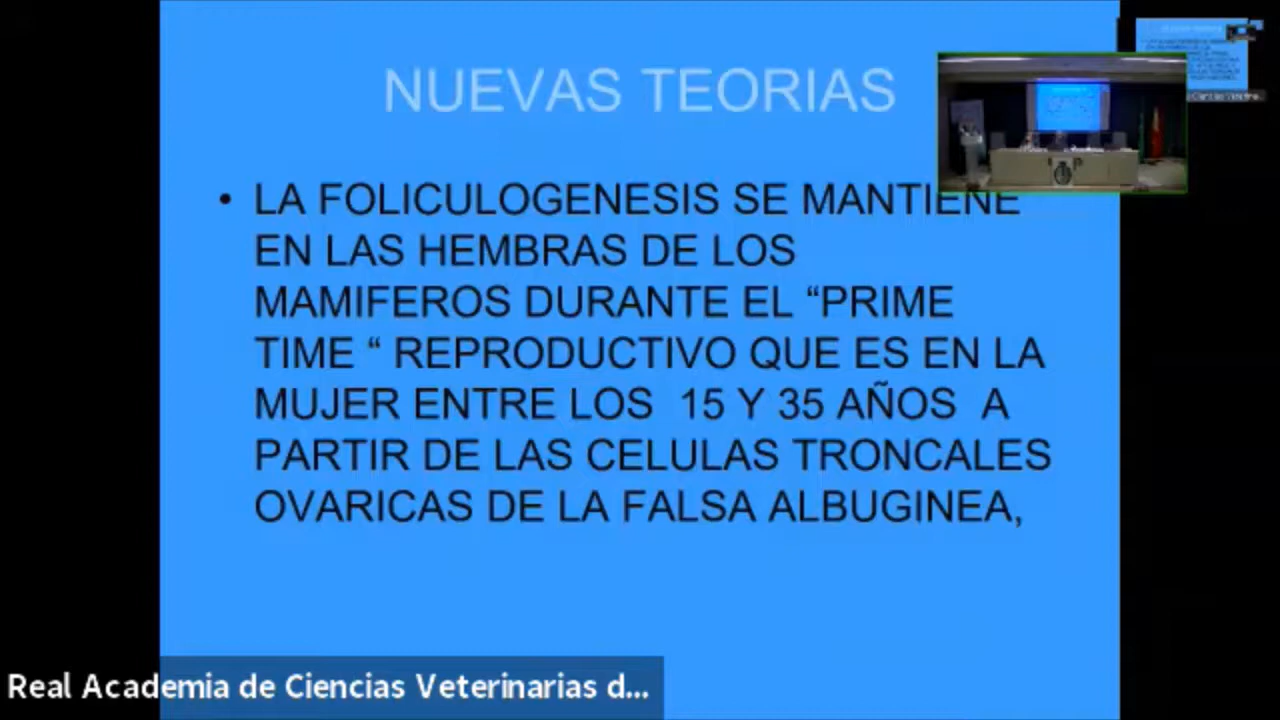 NUEVAS TEORIAS
• LA FOLICULOGENESIS SE MANTIENE
EN LAS HEMBRAS DE LOS
MAMIFEROS DURANTE EL “PRIME
TIME “ REPRODUCTIVO QUE ES EN LA
MUJER ENTRE LOS 15 Y 35 AÑOS A
PARTIR DE LAS CELULAS TRONCALES
OVARICAS DE LA FALSA ALBUGINEA,
Real Academia de Ciencias Veterinarias d...